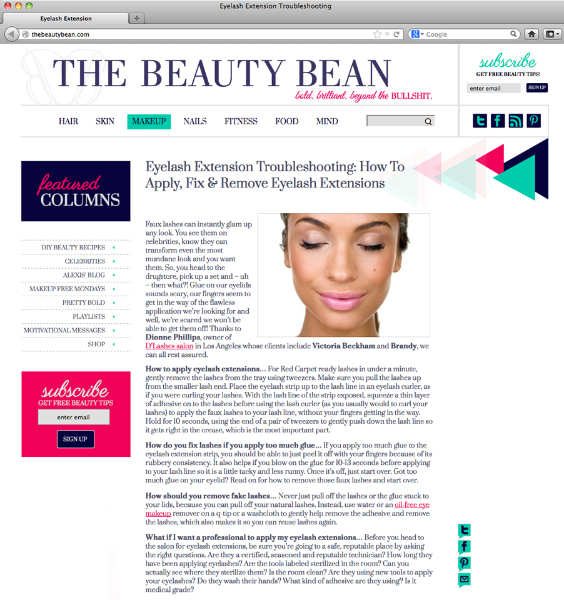 Eyelash Extension Troubleshooting
Eyelash Extension
thebeautybean.com
Google
THE BEAUTY BEAN
bold. brilliant. beyond the BULLSHIT.
subscribe
GET FREE BEAUTY TIPS!
enter email
SIGN UP
HAIR SKIN MAKEUP NAILS FITNESS FOOD MIND
featured
COLUMNS
DIY BEAUTY RECIPES
CELEBRITIES
ALEXIS' BLOG
MAKEUP FREE MONDAYS
PRETTY BOLD
PLAYLISTS
MOTIVATIONAL MESSAGES
SHOP
subscribe
GET FREE BEAUTY TIPS!
enter email
SIGN UP
Eyelash Extension Troubleshooting: How To
Apply, Fix & Remove Eyelash Extensions
Faux lashes can instantly glam up
any look. You see them on
celebrities, know they can
transform even the most
mundane look and you want
them. So, you head to the
drugstore, pick up a set and – uh
– then what?! Glue on our eyelids
sounds scary, our fingers seem to
get in the way of the flawless
application we're looking for and
well, we're scared we won't be
able to get them off! Thanks to
Dionne Phillips, owner of
D'Lashes salon in Los Angeles whose clients include Victoria Beckham and Brandy, we
can all rest assured.
How to apply eyelash extensions… For Red Carpet ready lashes in under a minute,
gently remove the lashes from the tray using tweezers. Make sure you pull the lashes up
from the smaller lash end. Place the eyelash strip up to the lash line in an eyelash curler, as
if you were curling your lashes. With the lash line of the strip exposed, squeeze a thin layer
of adhesive on to the lashes before using the lash curler (as you usually would to curl your
lashes) to apply the faux lashes to your lash line, without your fingers getting in the way.
Hold for 10 seconds, using the end of a pair of tweezers to gently push down the lash line so
it gets right in the crease, which is the most important part.
How do you fix lashes if you apply too much glue… If you apply too much glue to the
eyelash extension strip, you should be able to just peel it off with your fingers because of its
rubbery consistency. It also helps if you blow on the glue for 10-13 seconds before applying
to your lash line so it is a little tacky and less runny. Once it's off, just start over. Got too
much glue on your eyelid? Read on for how to remove those faux lashes and start over.
How should you remove fake lashes… Never just pull off the lashes or the glue stuck to
your lids, because you can pull off your natural lashes. Instead, use water or an oil-free eye
makeup remover on a q tip or a washcloth to gently help remove the adhesive and remove
the lashes, which also makes it so you can reuse lashes again.
What if I want a professional to apply my eyelash extensions… Before you head to
the salon for eyelash extensions, be sure you're going to a safe, reputable place by asking
the right questions. Are they a certified, seasoned and reputable technician? How long they
have been applying eyelashes? Are the tools labeled sterilized in the room? Can you
actually see where they sterilize them? Is the room clean? Are they using new tools to apply
your eyelashes? Do they wash their hands? What kind of adhesive are they using? Is it
medical grade?